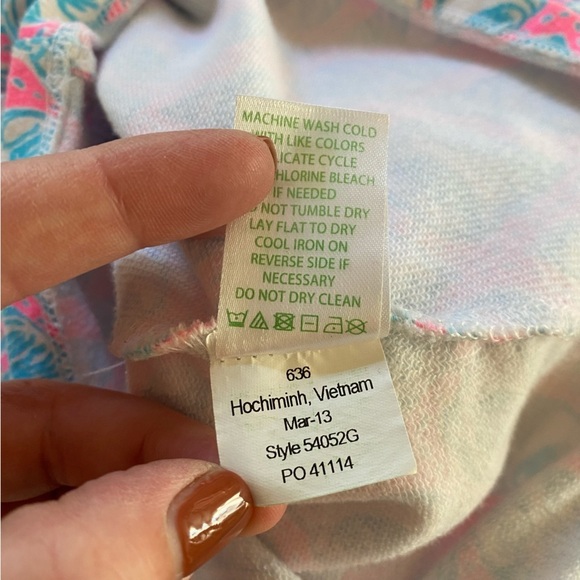 MACHINE WASH COLD
WITH LIKE COLORS
CYCLE
CHLORINE BLEACH
IF NEEDED
NOT TUMBLE DRY
LAY FLAT TO DRY
COOL IRON ON
REVERSE SIDE IF
NECESSARY
DO NOT DRY CLEAN
636
Hochiminh, Vietnam
Mar-13
Style 54052G
PO 41114